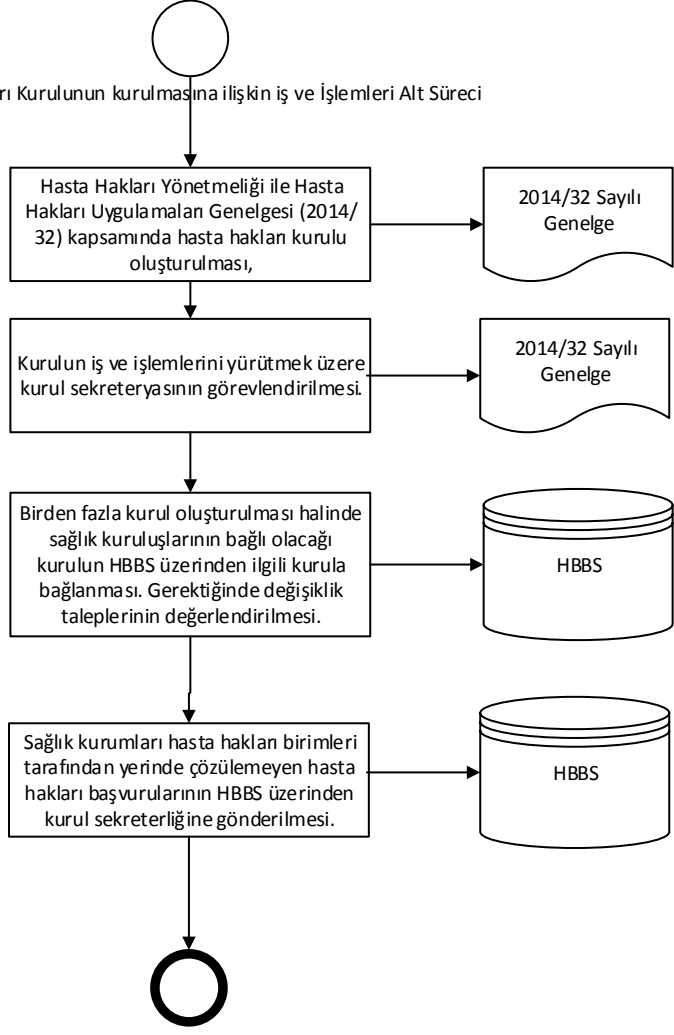 rı Kurulunun kurulmasına ilişkin iş ve İşlemleri Alt Süreci
Hasta Hakları Yönetmeliği ile Hasta
Hakları Uygulamaları Genelgesi (2014/
32) kapsamında hasta hakları kurulu
oluşturulması,
2014/32 Sayılı
Genelge
Kurulun iş ve işlemlerini yürütmek üzere
kurul sekreteryasının görevlendirilmesi.
2014/32 Sayılı
Genelge
Birden fazla kurul oluşturulması halinde
sağlık kuruluşlarının bağlı olacağı
kurulun HBBS üzerinden ilgili kurula
bağlanması. Gerektiğinde değişiklik
taleplerinin değerlendirilmesi.
HBBS
Sağlık kurumları hasta hakları birimleri
tarafından yerinde çözülemeyen hasta
hakları başvurularının HBBS üzerinden
kurul sekreterliğine gönderilmesi.
HBBS